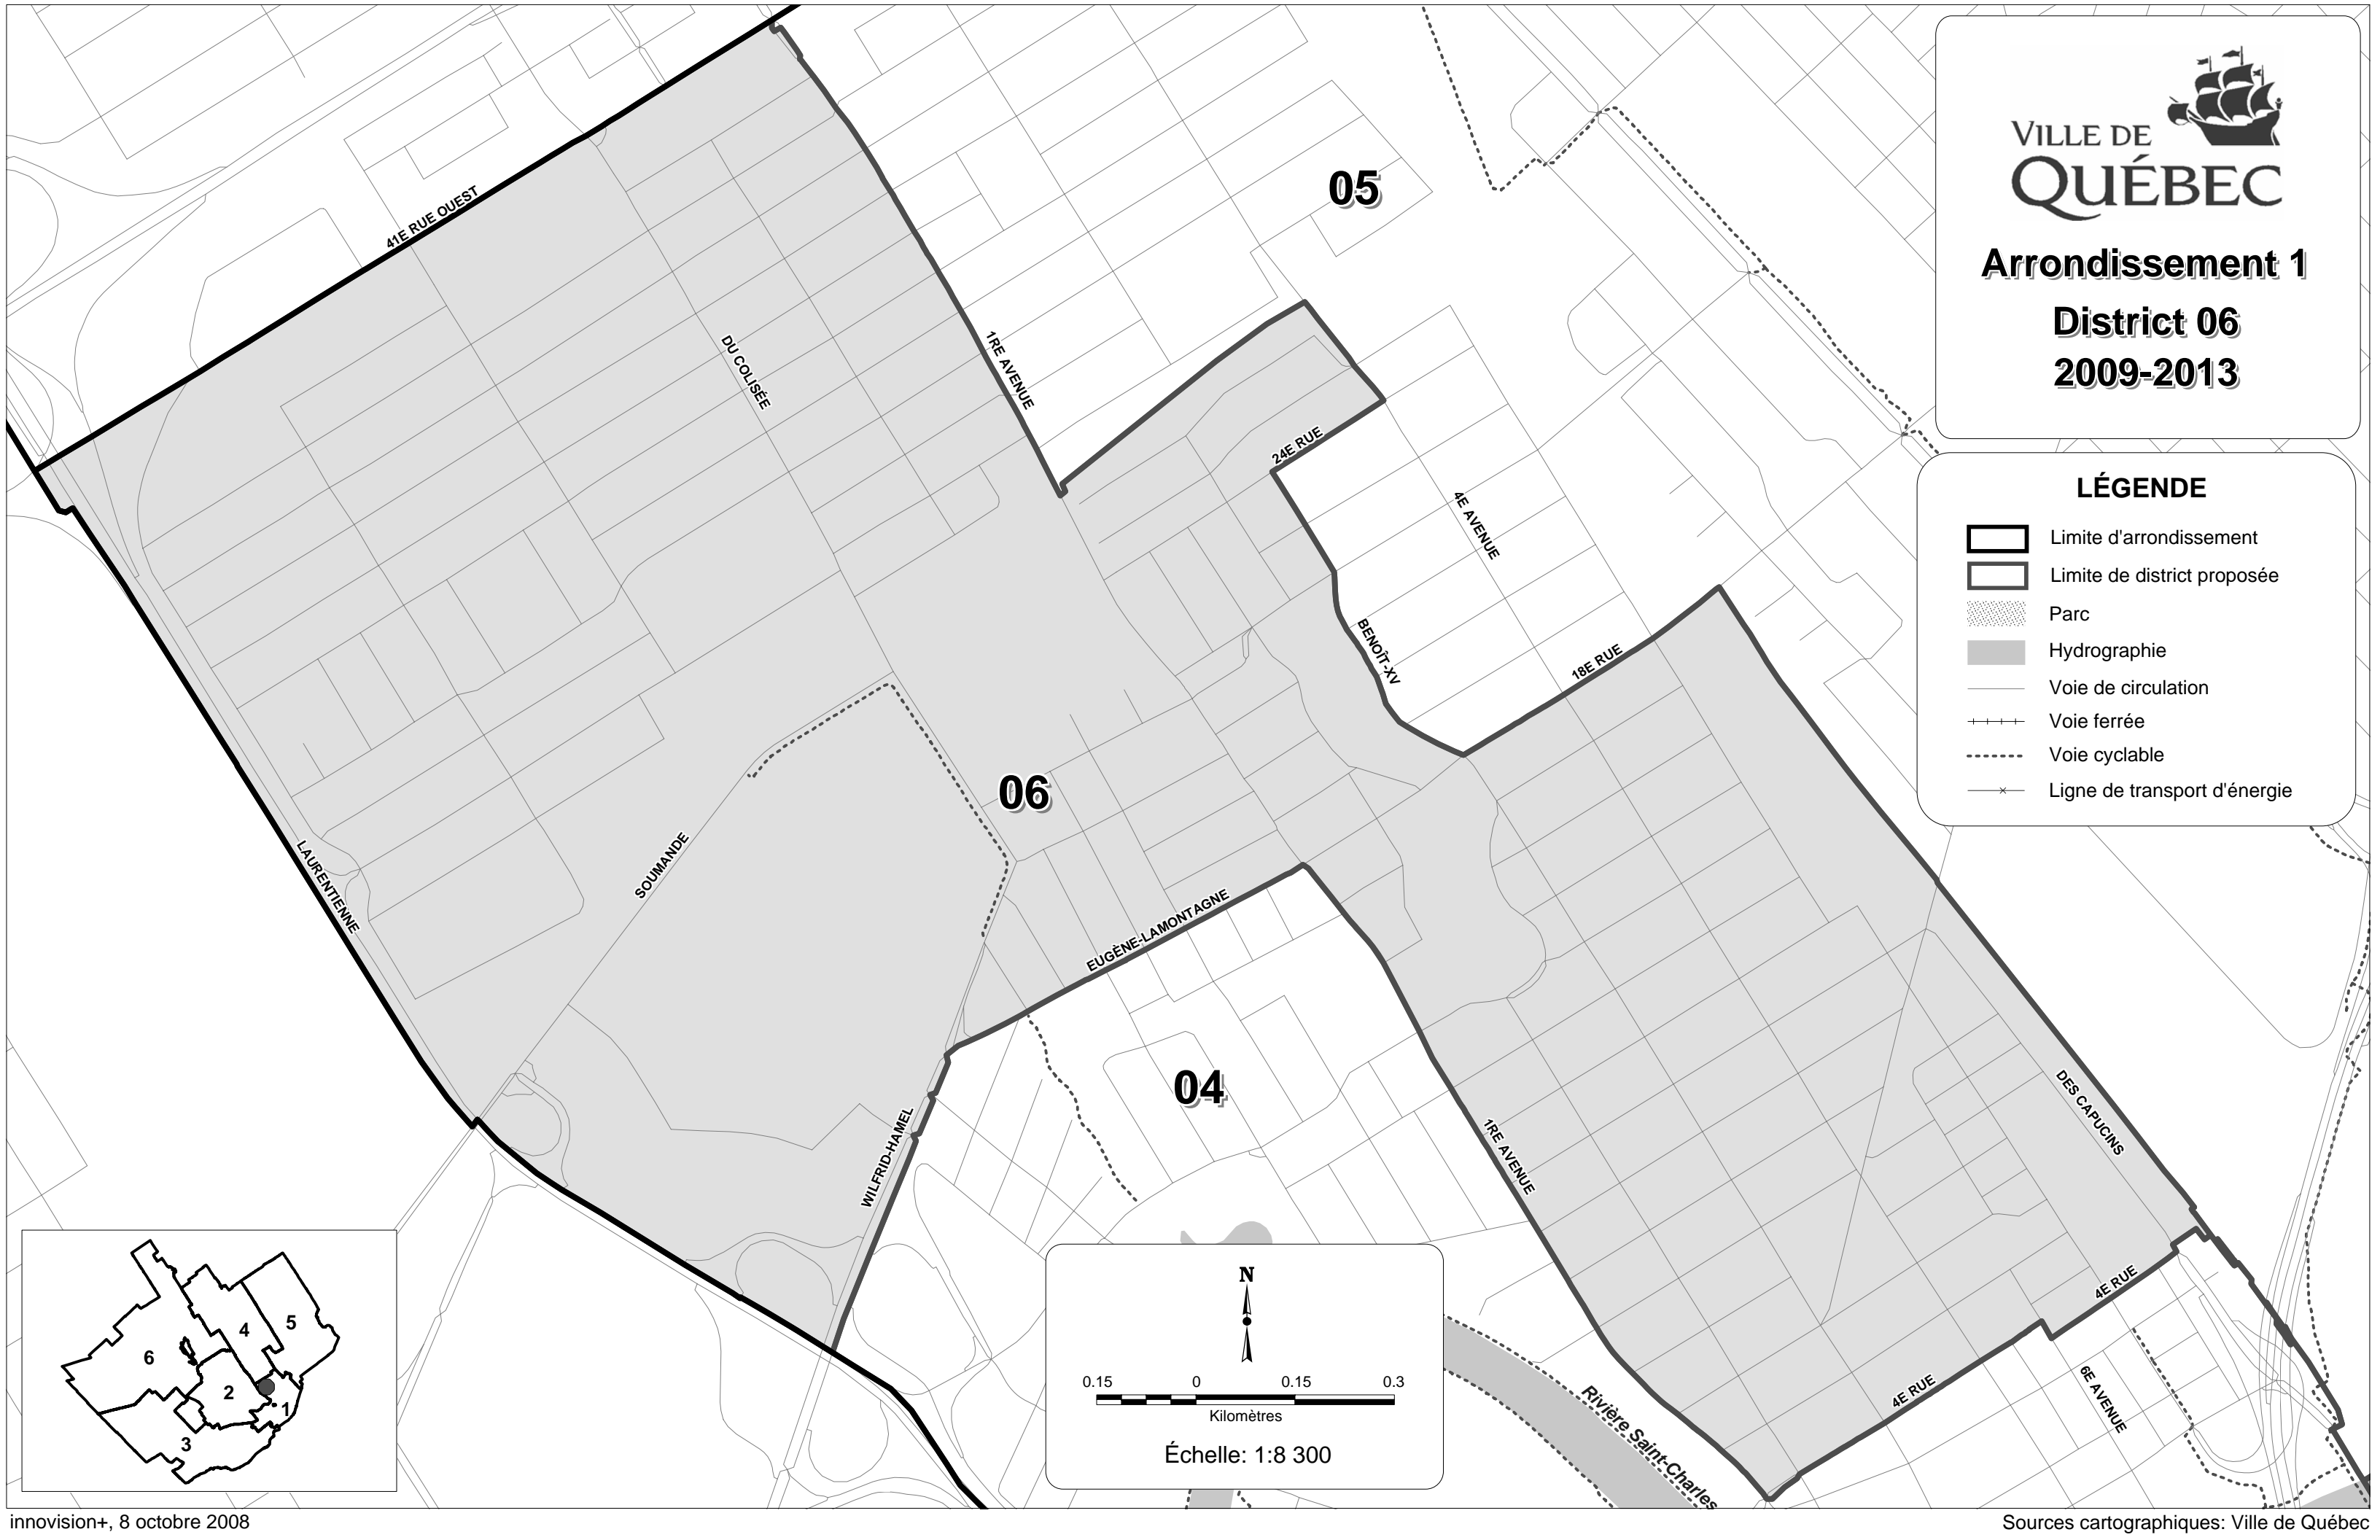 VILLE DE
QUÉBEC
Arrondissement 1
District 06
2009-2013
LÉGENDE
Limite d'arrondissement
Limite de district proposée
Parc
Hydrographie
Voie de circulation
Voie ferrée
Voie cyclable
Ligne de transport d'énergie
05
41E RUE OUEST
DU COLISÉE
1RE AVENUE
24E RUE
4E AVENUE
BENOÎT-XV
18E RUE
06
SOUMANDE
LAURENTIENNE
EUGÈNE-LAMONTAGNE
04
WILFRID-HAMEL
1RE AVENUE
DES CAPUCINS
4E RUE
4E RUE
6E AVENUE
Rivière Saint-Charles
N
0.15 0 0.15 0.3
Kilomètres
Échelle: 1:8 300
5
4
6
2
1
3
innovision+, 8 octobre 2008
Sources cartographiques: Ville de Québec